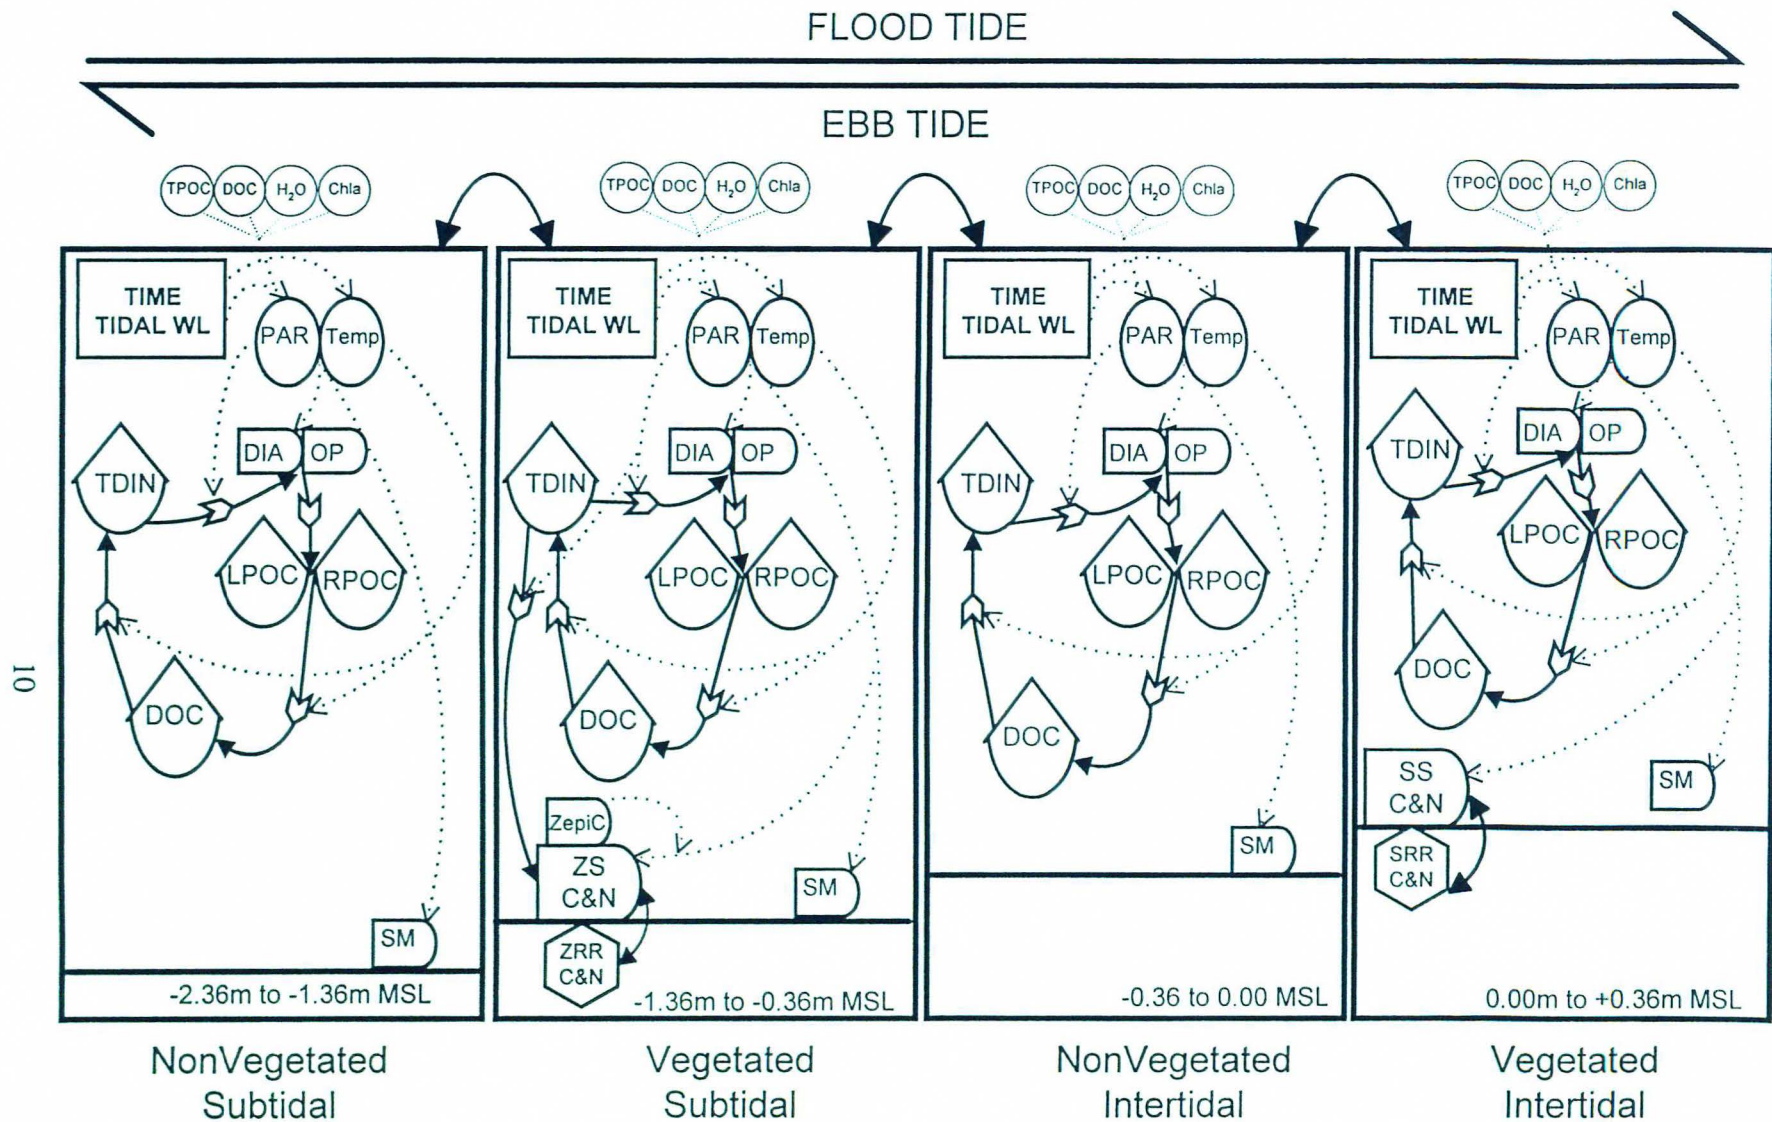 FLOOD TIDE
EBB TIDE
TPOC DOC H₂O Chla
TPOC DOC H₂O Chla
TPOC DOC H₂O Chla
TPOC DOC H₂O Chla
TIME
TIDAL WL
PAR Temp
DIA OP
TDIN
LPOC RPOC
DOC
SM
-2.36m to -1.36m MSL
NonVegetated
Subtidal
TIME
TIDAL WL
PAR Temp
DIA OP
TDIN
LPOC RPOC
DOC
ZepiC
ZS
C&N
SM
ZRR
C&N
-1.36m to -0.36m MSL
Vegetated
Subtidal
TIME
TIDAL WL
PAR Temp
DIA OP
TDIN
LPOC RPOC
DOC
SM
-0.36 to 0.00 MSL
NonVegetated
Intertidal
TIME
TIDAL WL
PAR Temp
DIA OP
TDIN
LPOC RPOC
DOC
SS
C&N
SM
SRR
C&N
0.00m to +0.36m MSL
Vegetated
Intertidal
10